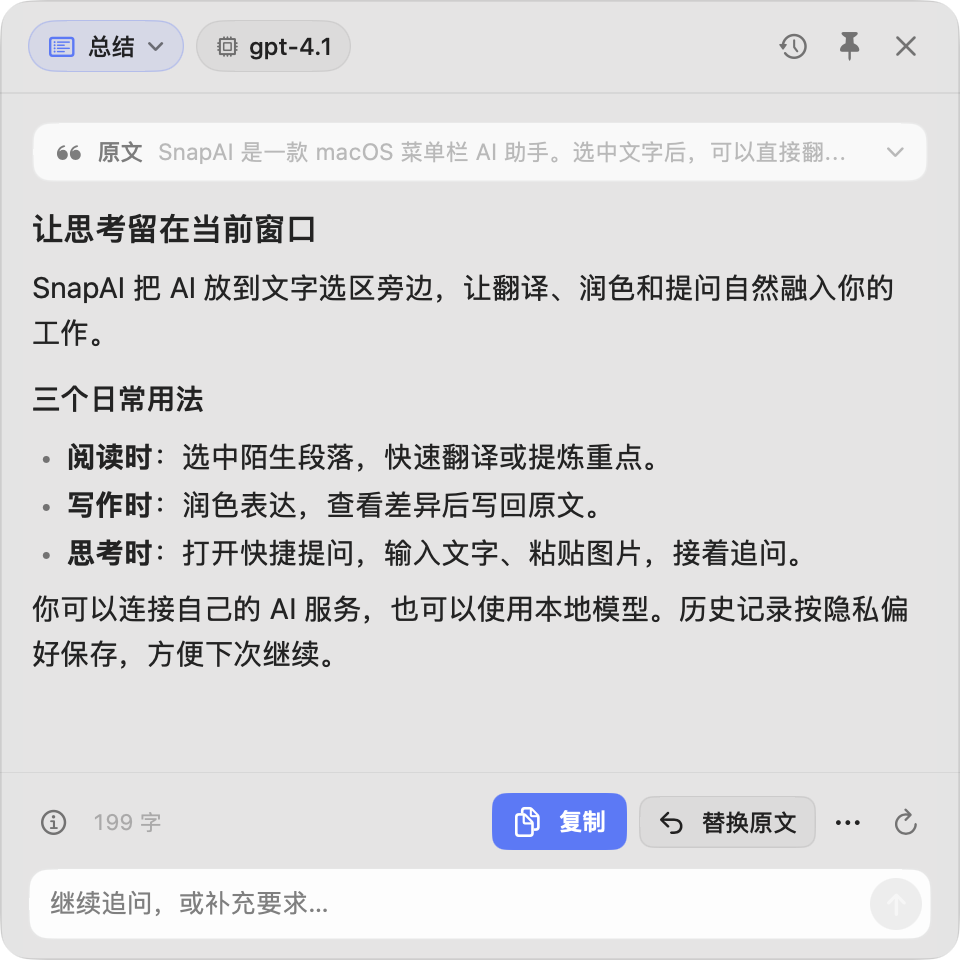 总结
gpt-4.1
原文 SnapAI 是一款 macOS 菜单栏 AI 助手。选中文字后，可以直接翻…
让思考留在当前窗口
SnapAI 把 AI 放到文字选区旁边，让翻译、润色和提问自然融入你的
工作。
三个日常用法
• 阅读时：选中陌生段落，快速翻译或提炼重点。
• 写作时：润色表达，查看差异后写回原文。
• 思考时：打开快捷提问，输入文字、粘贴图片，接着追问。
你可以连接自己的 AI 服务，也可以使用本地模型。历史记录按隐私偏
好保存，方便下次继续。
199 字
复制
替换原文
继续追问，或补充要求...